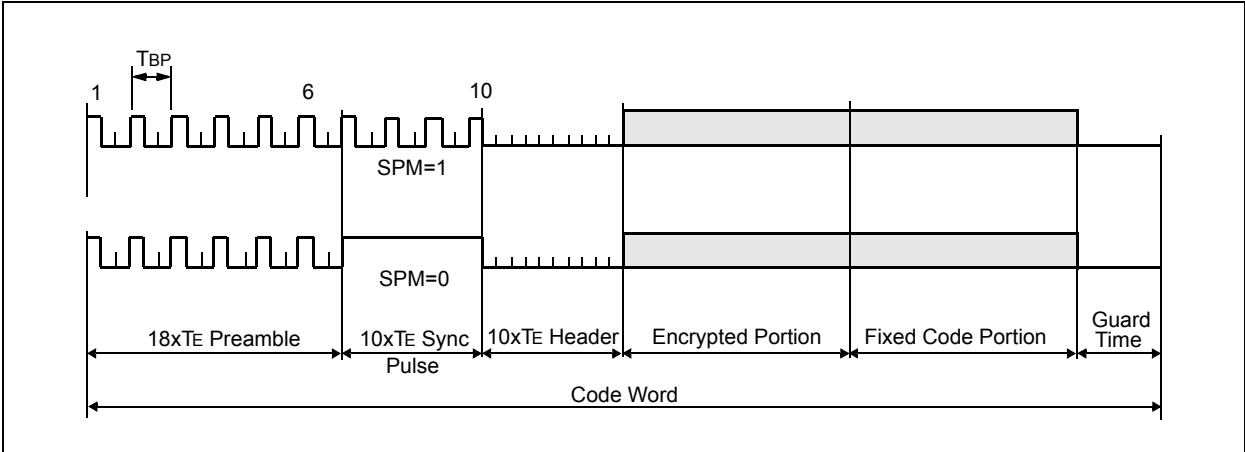 TBP
1
6
10
SPM=1
SPM=0
18xTE Preamble
10xTE Sync
Pulse
10xTE Header
Encrypted Portion
Fixed Code Portion
Guard
Time
Code Word